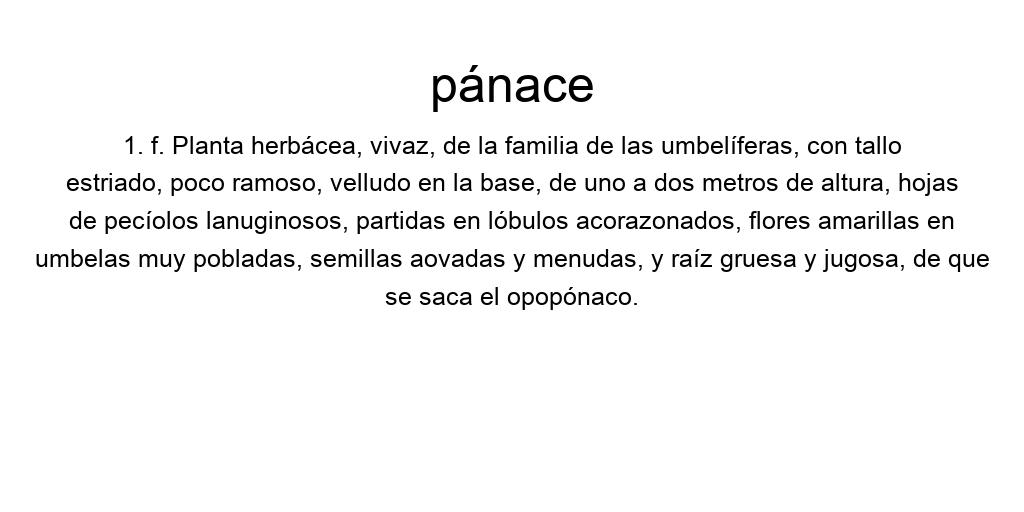 pánace
1. f. Planta herbácea, vivaz, de la familia de las umbelíferas, con tallo
estriado, poco ramoso, velludo en la base, de uno a dos metros de altura, hojas
de pecíolos lanuginosos, partidas en lóbulos acorazonados, flores amarillas en
umbelas muy pobladas, semillas aovadas y menudas, y raíz gruesa y jugosa, de que
se saca el opopónaco.